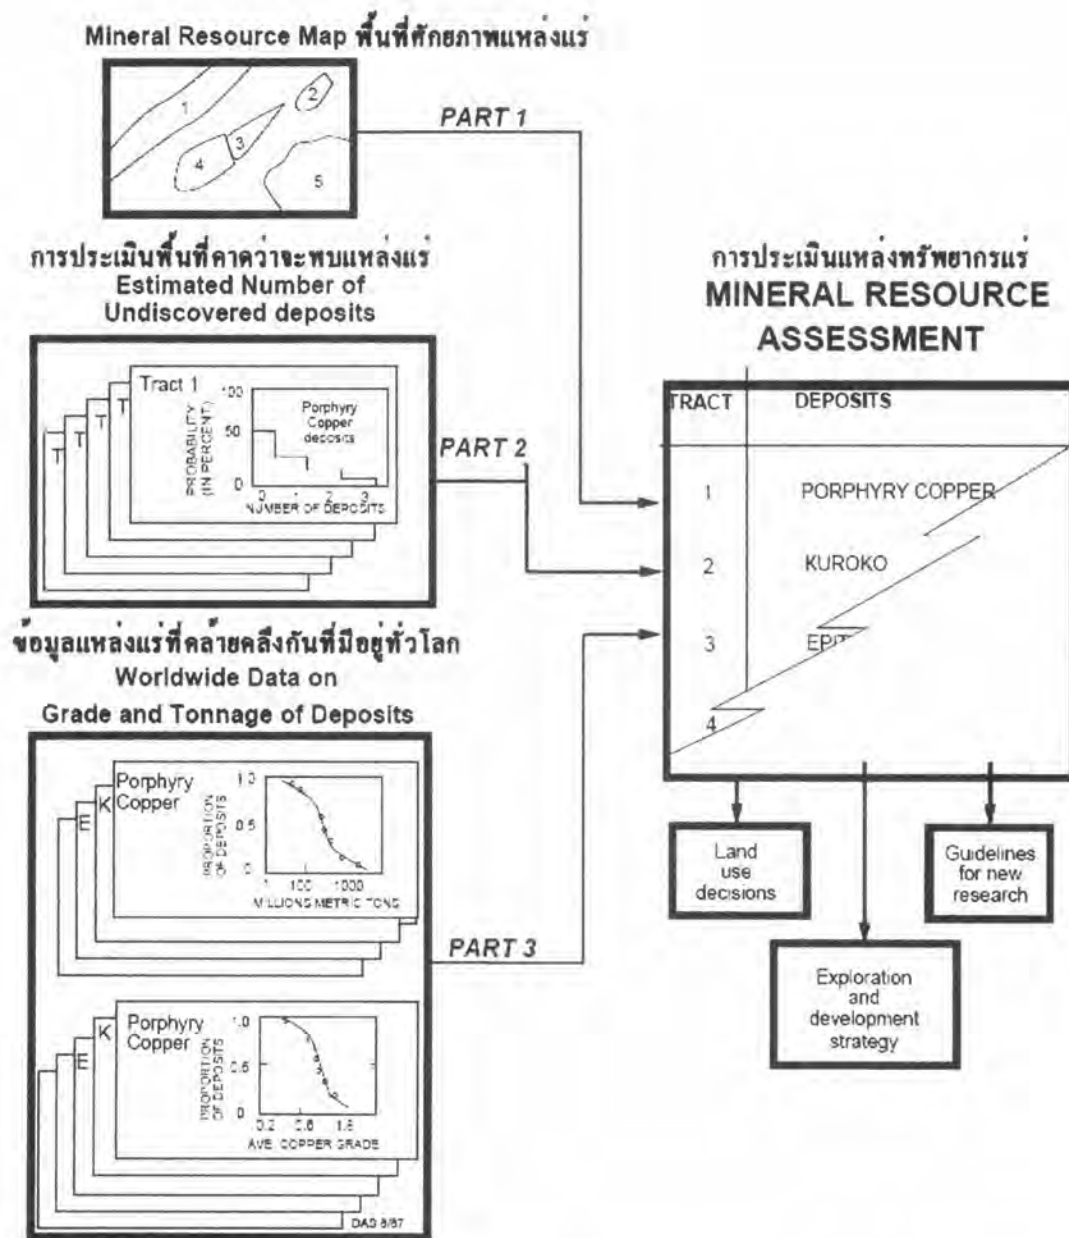 Mineral Resource Map พื้นที่ศักยภาพแหล่งแร่
1
2
3
4
5
PART 1
การประเมินพื้นที่คาดว่าจะพบแหล่งแร่
Estimated Number of
Undiscovered deposits
Tract 1
T
T
T
T
PROBABILITY
(IN PERCENT)
100
50
0
Porphyry
Copper
deposits
0 1 2 3
NUMBER OF DEPOSITS
PART 2
ข้อมูลแหล่งแร่ที่คล้ายคลึงกันที่มีอยู่ทั่วโลก
Worldwide Data on
Grade and Tonnage of Deposits
Porphyry
Copper
K
E
PROPORTION
OF DEPOSITS
1.0
0.5
0
1 100 1000
MILLIONS METRIC TONS
PART 3
Porphyry
Copper
K
E
PROPORTION
OF DEPOSITS
1.0
0.5
0
0.2 0.6 1.8
AVE. COPPER GRADE
DAS 8/87
การประเมินแหล่งทรัพยากรแร่
MINERAL RESOURCE
ASSESSMENT
TRACT DEPOSITS
1 PORPHYRY COPPER
2 KUROKO
3 EPIT
4
Land
use
decisions
Guidelines
for new
research
Exploration
and
development
strategy